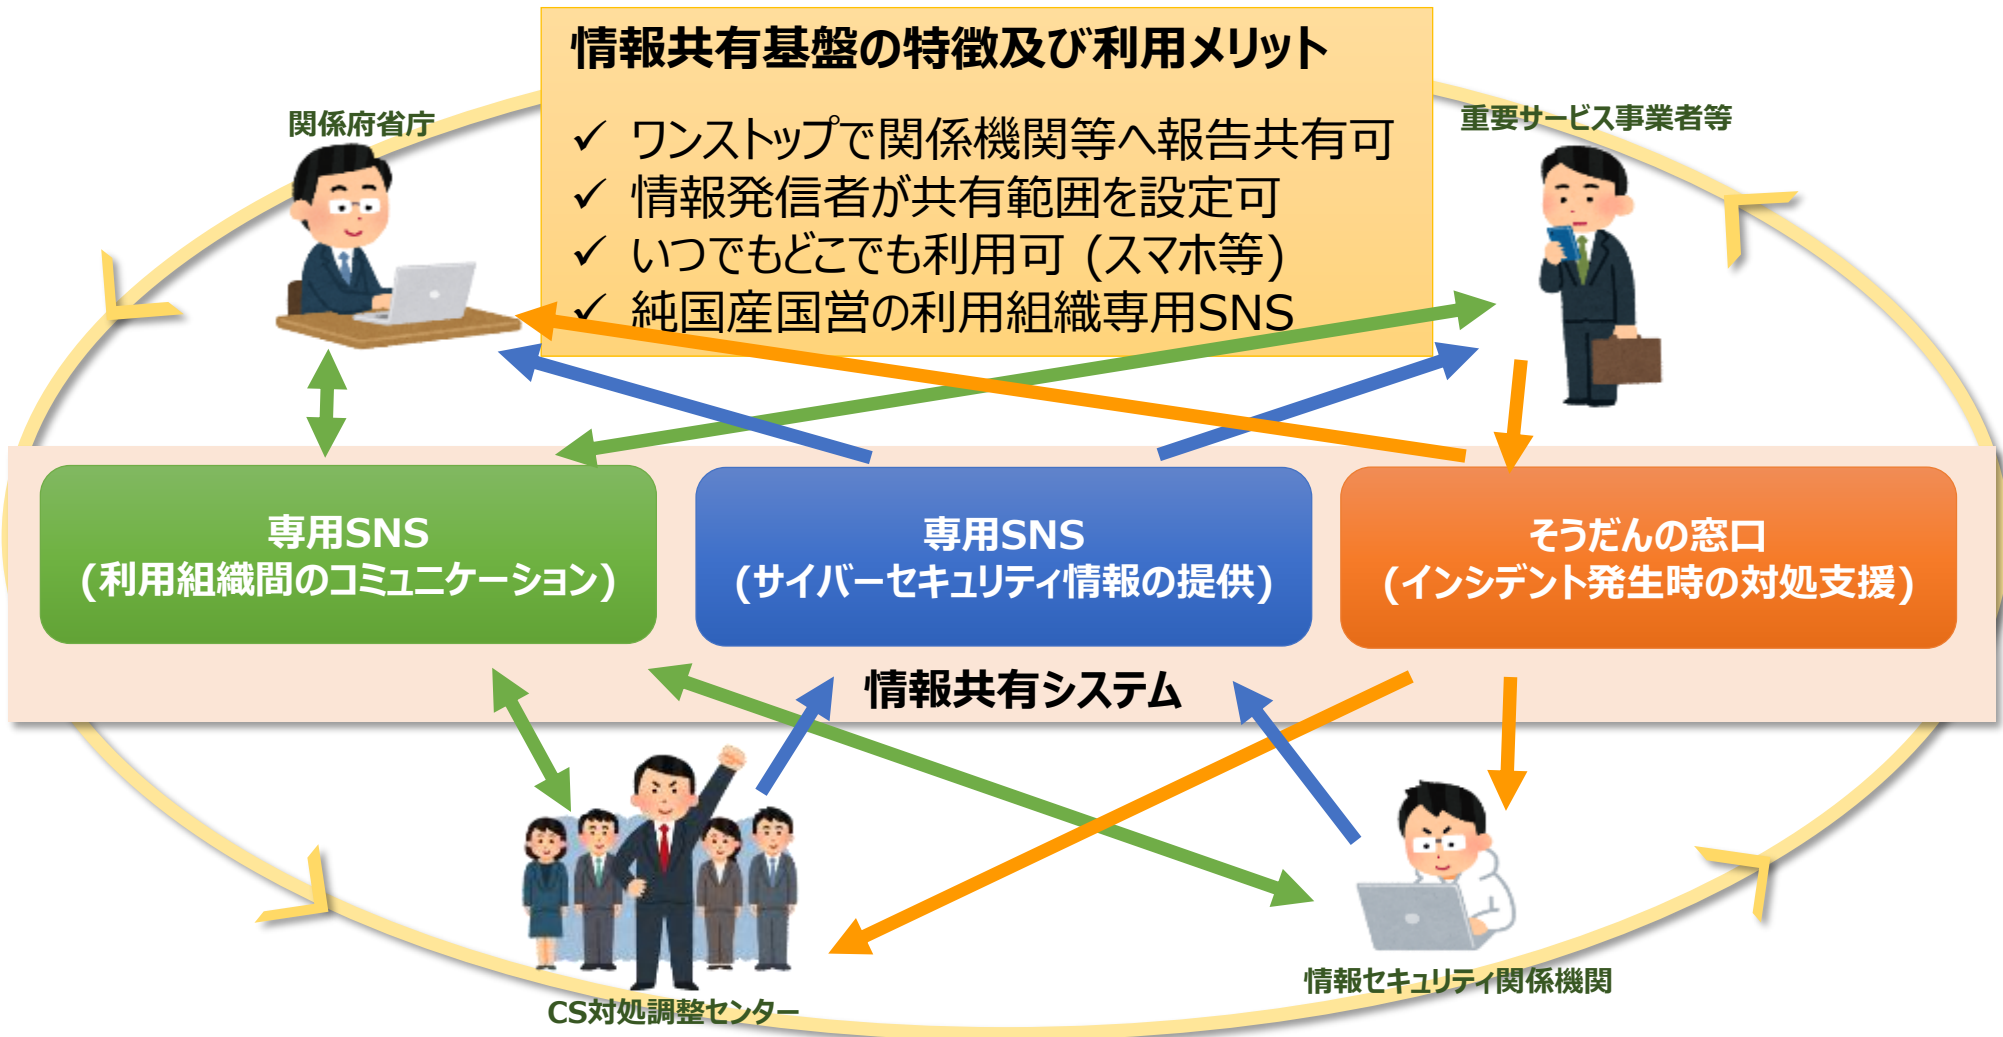 情報共有基盤の特徴及び利用メリット
✓ ワンストップで関係機関等へ報告共有可
✓ 情報発信者が共有範囲を設定可
✓ いつでもどこでも利用可 (スマホ等)
✓ 純国産国営の利用組織専用SNS
関係府省庁
重要サービス事業者等
専用SNS
(利用組織間のコミュニケーション)
専用SNS
(サイバーセキュリティ情報の提供)
そうだんの窓口
(インシデント発生時の対処支援)
情報共有システム
CS対処調整センター
情報セキュリティ関係機関